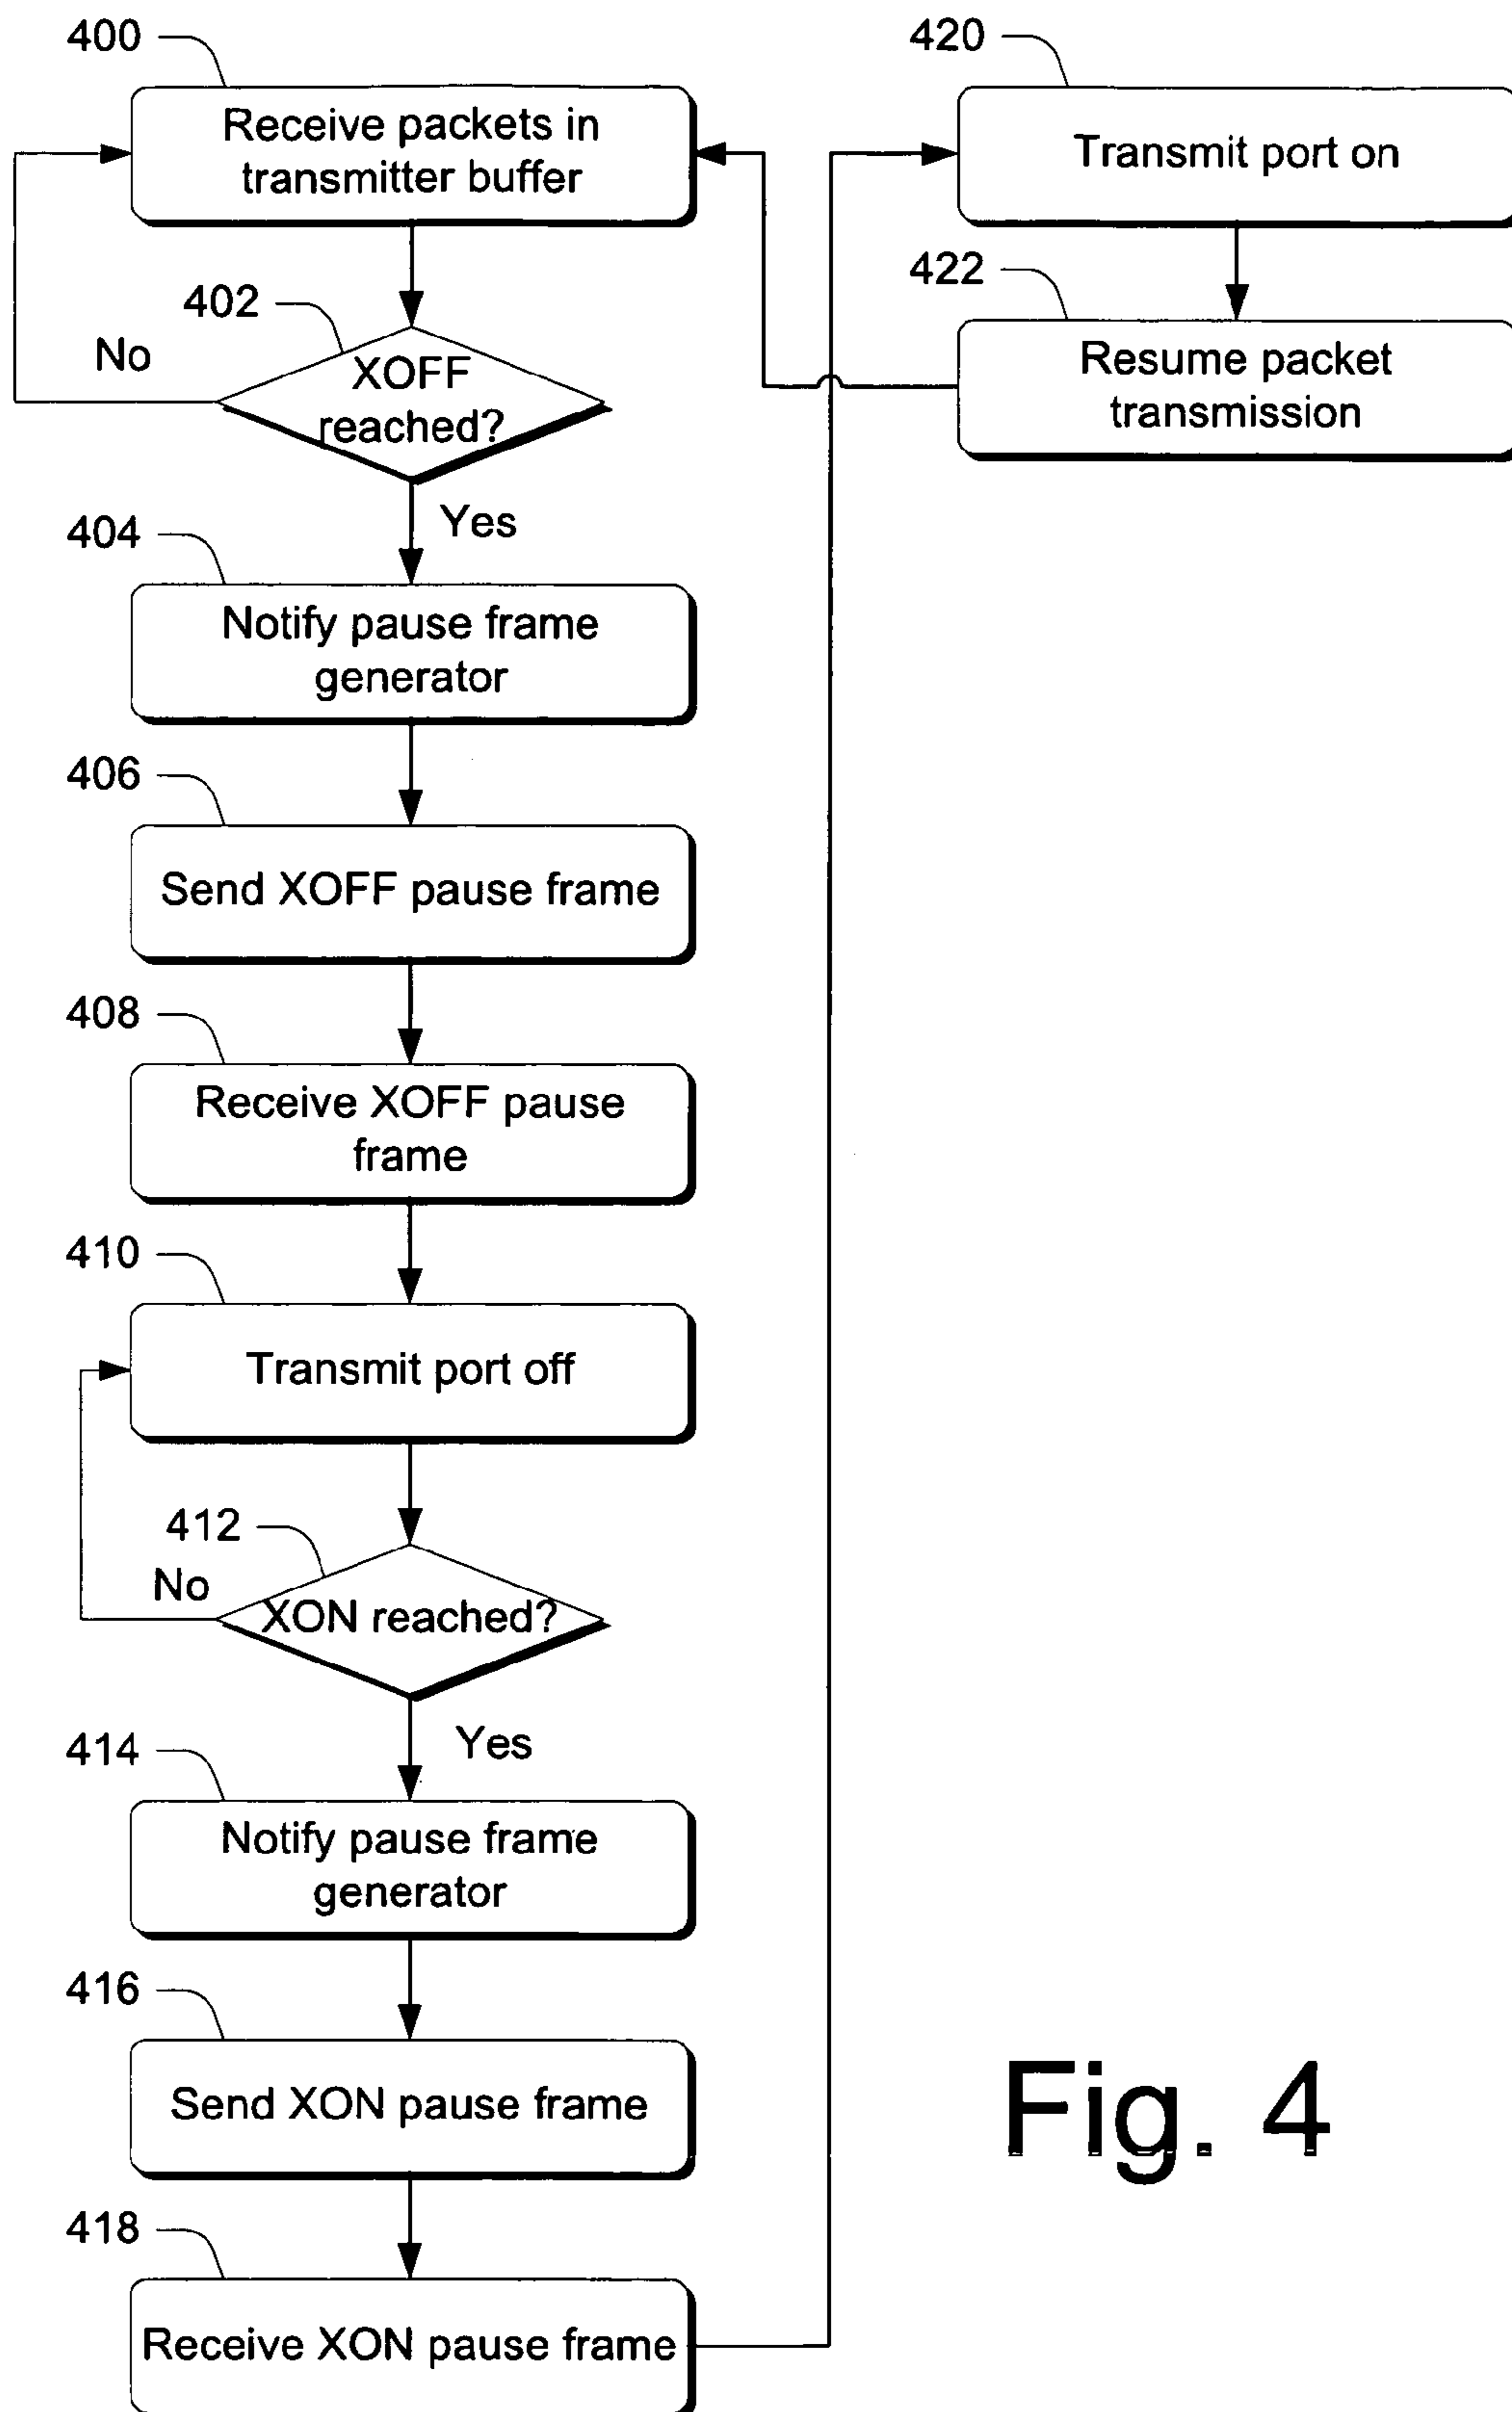 400
Receive packets in
transmitter buffer
402
No
XOFF
reached?
Yes
404
Notify pause frame
generator
406
Send XOFF pause frame
408
Receive XOFF pause
frame
410
Transmit port off
412
No
XON reached?
Yes
414
Notify pause frame
generator
416
Send XON pause frame
418
Receive XON pause frame
420
Transmit port on
422
Resume packet
transmission
Fig. 4